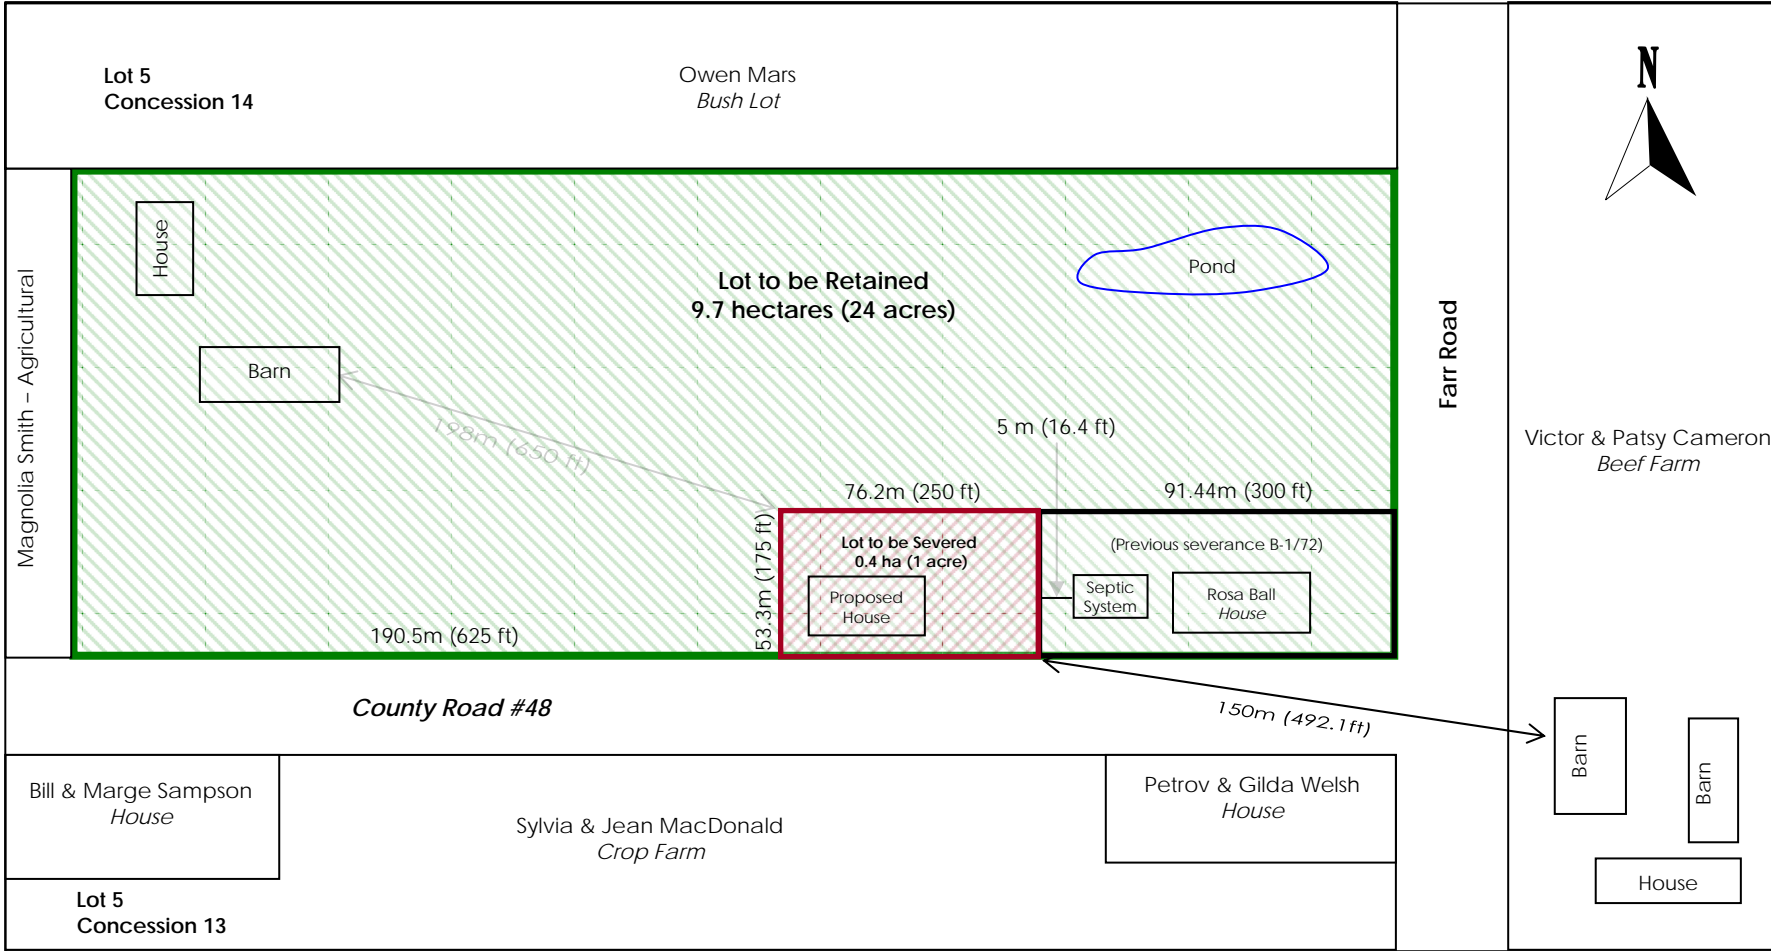 Lot 5
Concession 14
Owen Mars
Bush Lot
N
House
Lot to be Retained
9.7 hectares (24 acres)
Pond
Magnolia Smith – Agricultural
Barn
198m (650 ft)
5 m (16.4 ft)
Farr Road
Victor & Patsy Cameron
Beef Farm
76.2m (250 ft)
91.44m (300 ft)
53.3m (175 ft)
Lot to be Severed
0.4 ha (1 acre)
(Previous severance B-1/72)
Proposed
House
Septic
System
Rosa Ball
House
190.5m (625 ft)
County Road #48
150m (492.1ft)
Barn
Barn
House
Bill & Marge Sampson
House
Sylvia & Jean MacDonald
Crop Farm
Petrov & Gilda Welsh
House
Lot 5
Concession 13